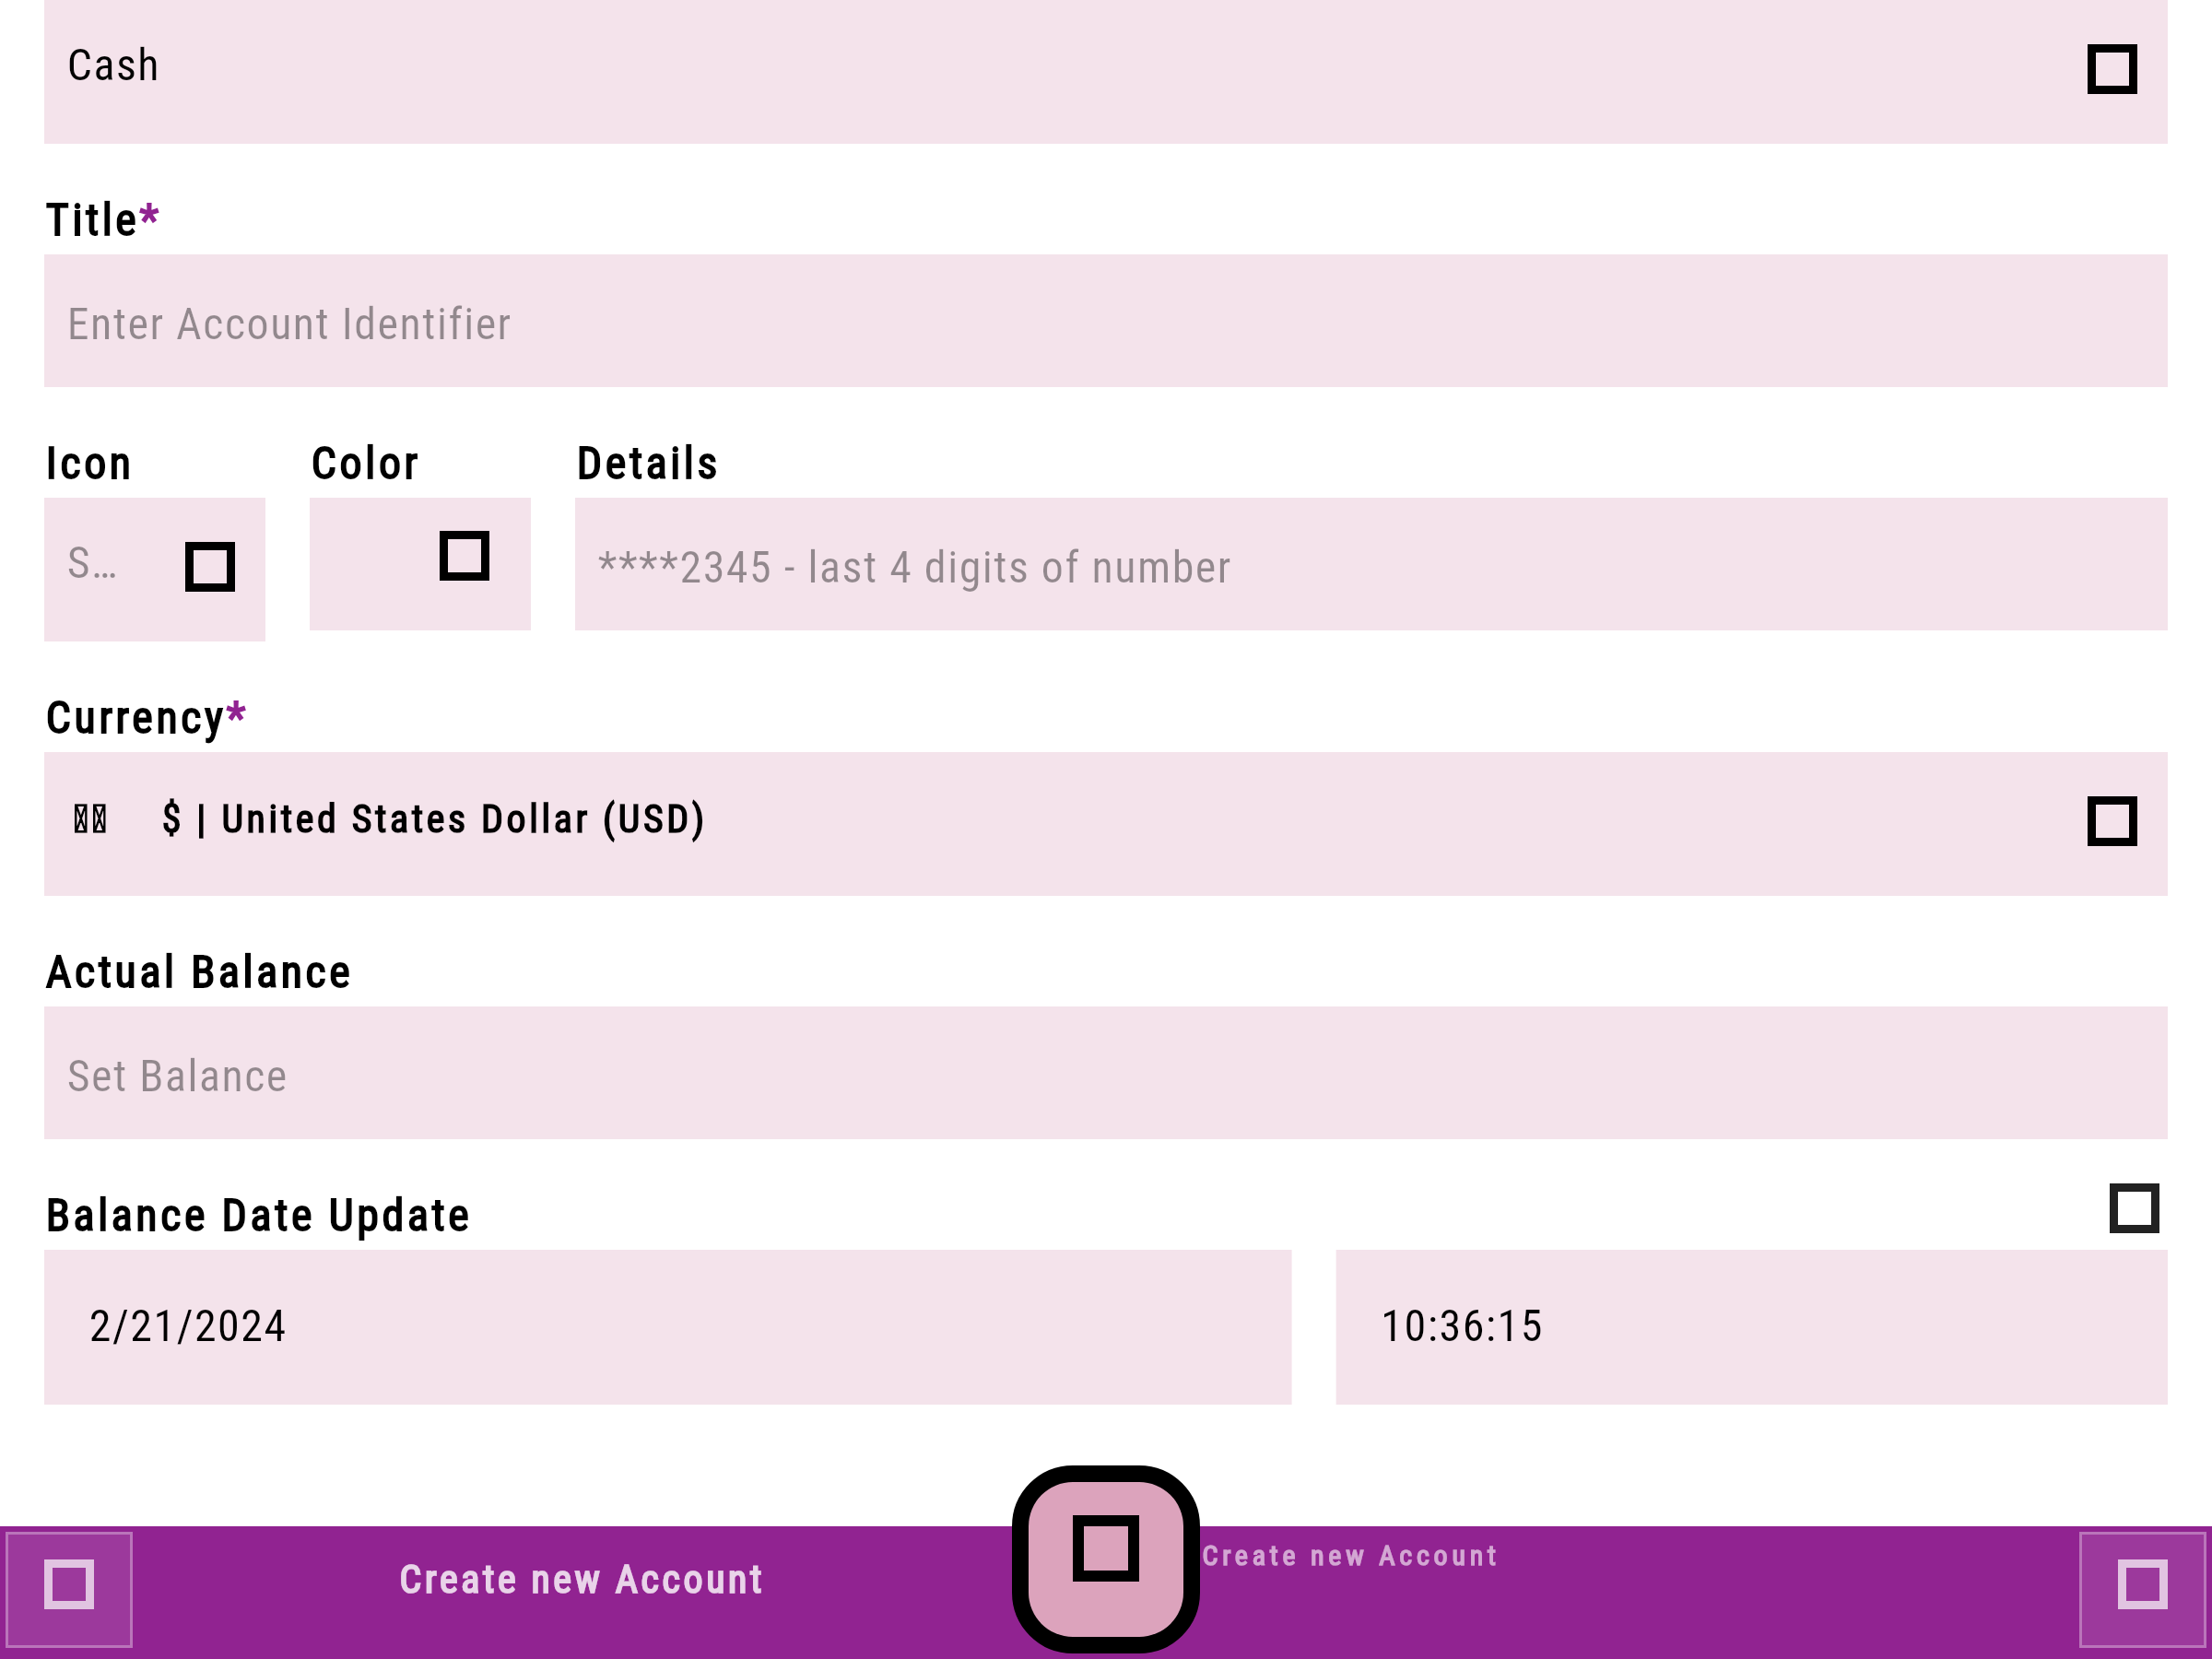 Cash
Title*
Enter Account Identifier
Icon Color Details
S… ****2345 - last 4 digits of number
Currency*
$ | United States Dollar (USD)
Actual Balance
Set Balance
Balance Date Update
2/21/2024 10:36:15
Create new Account Create new Account